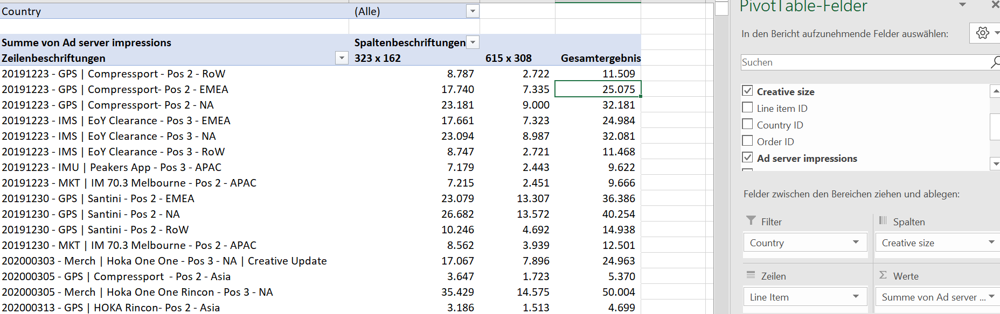 Country (Alle)
Summe von Ad server impressions Spaltenbeschriftungen
Zeilenbeschriftungen 323 x 162 615 x 308 Gesamtergebnis
20191223 - GPS | Compressport - Pos 2 - RoW 8.787 2.722 11.509
20191223 - GPS | Compressport- Pos 2 - EMEA 17.740 7.335 25.075
20191223 - GPS | Compressport- Pos 2 - NA 23.181 9.000 32.181
20191223 - IMS | EoY Clearance - Pos 3 - EMEA 17.661 7.323 24.984
20191223 - IMS | EoY Clearance - Pos 3 - NA 23.094 8.987 32.081
20191223 - IMS | EoY Clearance - Pos 3 - RoW 8.747 2.721 11.468
20191223 - IMU | Peakers App - Pos 3 - APAC 7.179 2.443 9.622
20191223 - MKT | IM 70.3 Melbourne - Pos 2 - APAC 7.215 2.451 9.666
20191230 - GPS | Santini - Pos 2 - EMEA 23.079 13.307 36.386
20191230 - GPS | Santini - Pos 2 - NA 26.682 13.572 40.254
20191230 - GPS | Santini - Pos 2 - RoW 10.246 4.692 14.938
20191230 - MKT | IM 70.3 Melbourne - Pos 2 - APAC 8.562 3.939 12.501
202000303 - Merch | Hoka One One - Pos 3 - NA | Creative Update 17.067 7.896 24.963
202000305 - GPS | Compressport  - Pos 2 - Asia 3.647 1.723 5.370
202000305 - Merch | Hoka One One Rincon - Pos 3 - NA 35.429 14.575 50.004
202000313 - GPS | HOKA Rincon- Pos 2 - Asia 3.186 1.513 4.699
PivotTable-Felder
In den Bericht aufzunehmende Felder auswählen:
Suchen
Creative size
Line item ID
Country ID
Order ID
Ad server impressions
Felder zwischen den Bereichen ziehen und ablegen:
Filter
Country
Spalten
Creative size
Zeilen
Line Item
Werte
Summe von Ad server ...